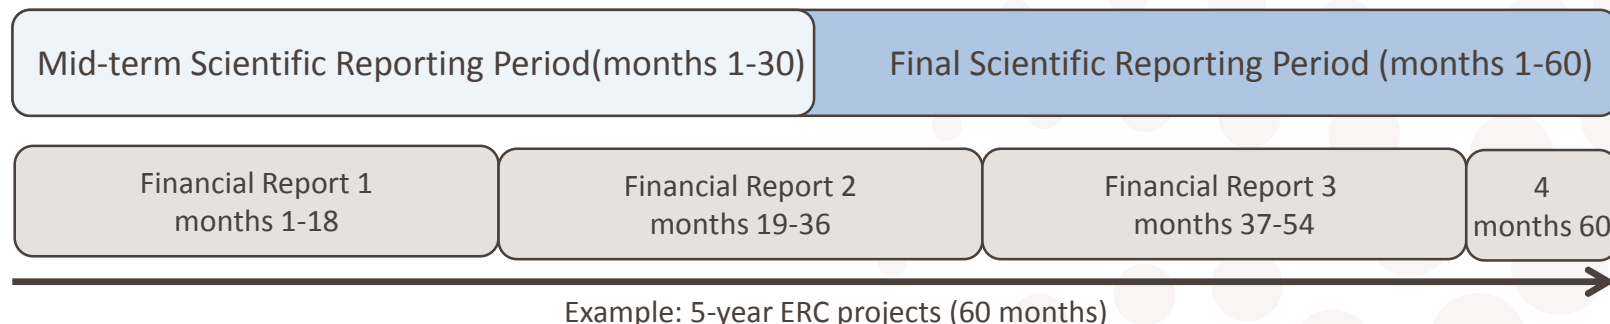 Mid-term Scientific Reporting Period(months 1-30)
Final Scientific Reporting Period (months 1-60)
Financial Report 1
months 1-18
Financial Report 2
months 19-36
Financial Report 3
months 37-54
4
months 60
Example: 5-year ERC projects (60 months)